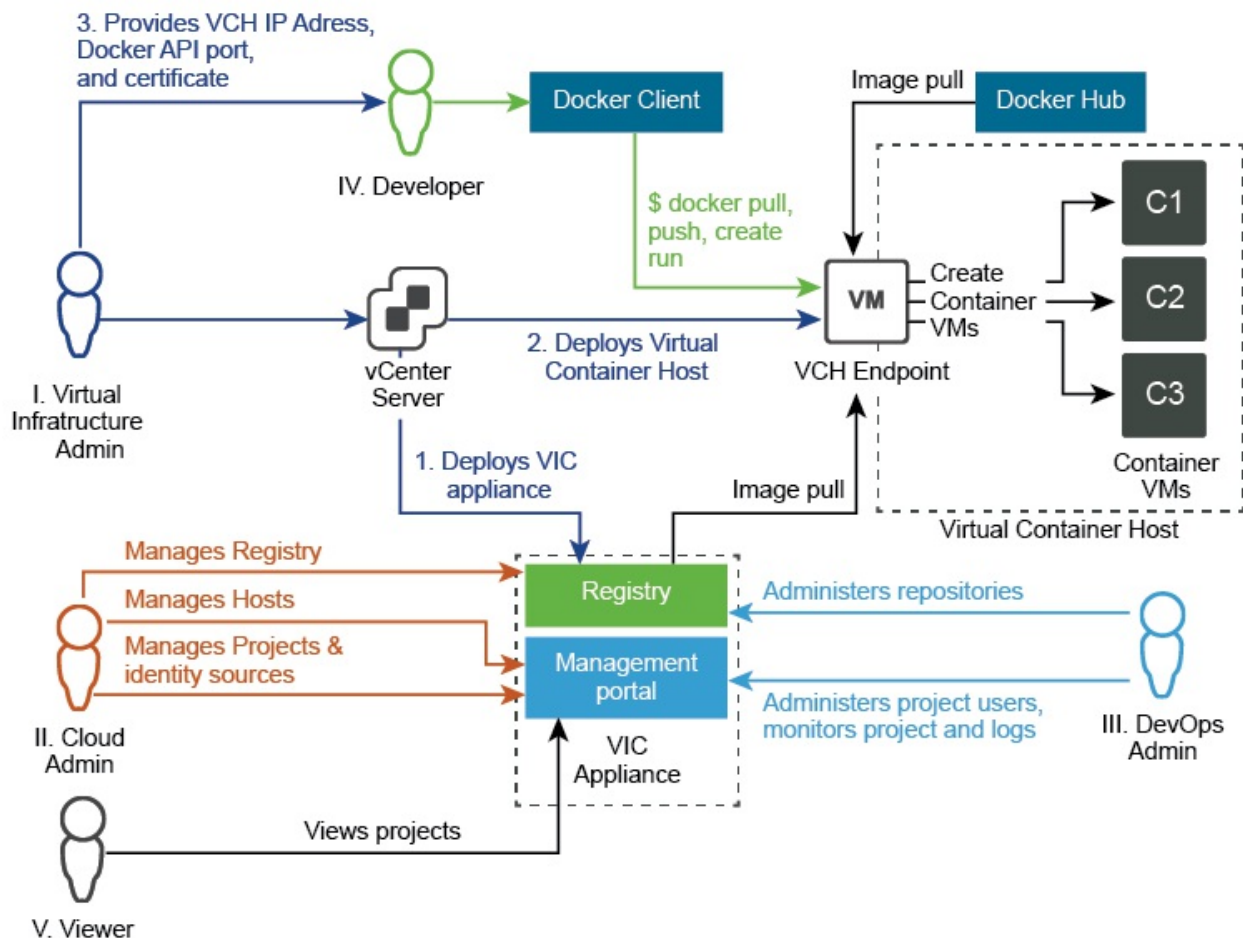 3. Provides VCH IP Adress,
Docker API port,
and certificate
IV. Developer
Docker Client
Image pull
Docker Hub
$ docker pull,
push, create
run
I. Virtual
Infratructure
Admin
vCenter
Server
2. Deploys Virtual
Container Host
VM
VCH Endpoint
Create
Container
VMs
C1
C2
C3
Container
VMs
Virtual Container Host
1. Deploys VIC
appliance
Image pull
Manages Registry
Manages Hosts
Manages Projects &
identity sources
II. Cloud
Admin
Registry
Management
portal
VIC
Appliance
Administers repositories
Administers project users,
monitors project and logs
III. DevOps
Admin
Views projects
V. Viewer